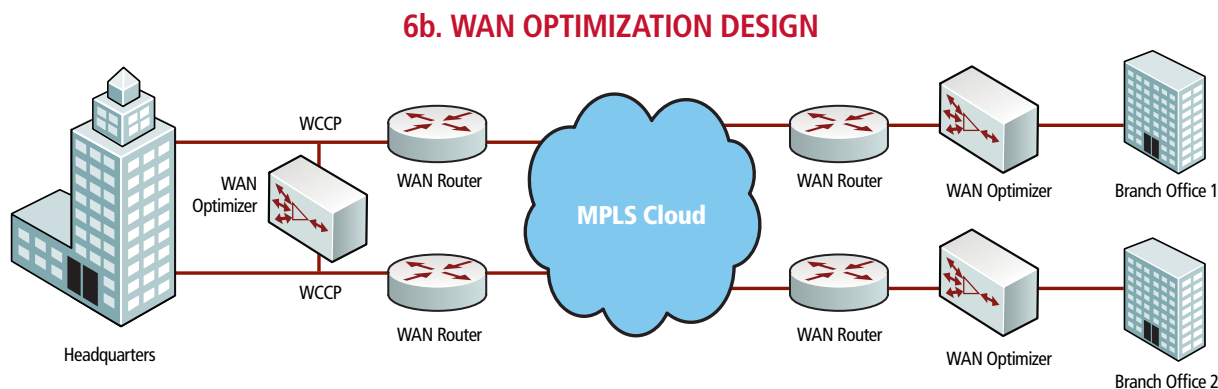 6b. WAN OPTIMIZATION DESIGN
WCCP
WAN Router
WAN
Optimizer
WCCP
WAN Router
Headquarters
MPLS Cloud
WAN Router
WAN Optimizer
Branch Office 1
WAN Router
WAN Optimizer
Branch Office 2